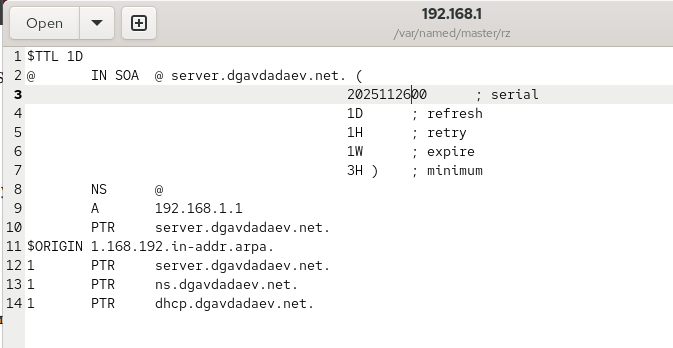 Open
192.168.1
/var/named/master/rz
1 $TTL 1D
2 @ IN SOA @ server.dgavdadaev.net. (
3 2025112600 ; serial
4 1D ; refresh
5 1H ; retry
6 1W ; expire
7 3H ) ; minimum
8 NS @
9 A 192.168.1.1
10 PTR server.dgavdadaev.net.
11 $ORIGIN 1.168.192.in-addr.arpa.
12 1 PTR server.dgavdadaev.net.
13 1 PTR ns.dgavdadaev.net.
14 1 PTR dhcp.dgavdadaev.net.